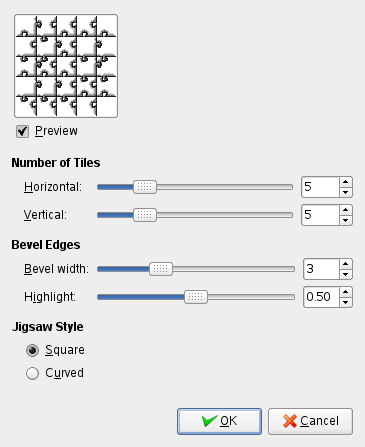 Preview
Number of Tiles
Horizontal: 5
Vertical: 5
Bevel Edges
Bevel width: 3
Highlight: 0.50
Jigsaw Style
Square
Curved
OK Cancel